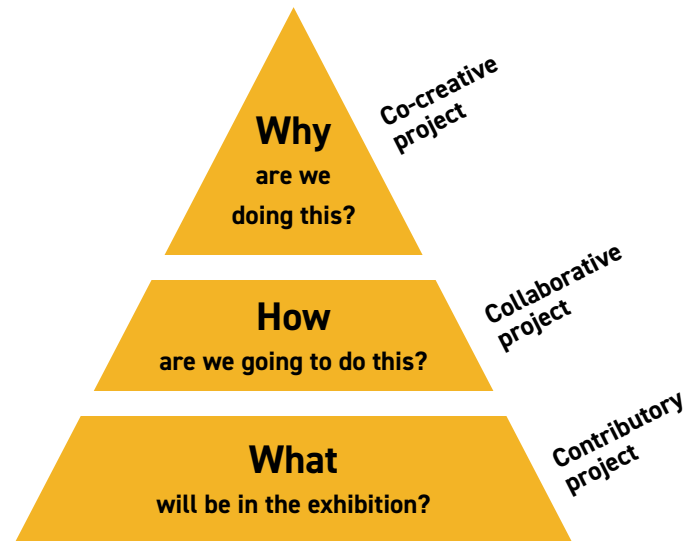 Why
are we
doing this?
Co-creative
project
How
are we going to do this?
Collaborative
project
What
will be in the exhibition?
Contributory
project